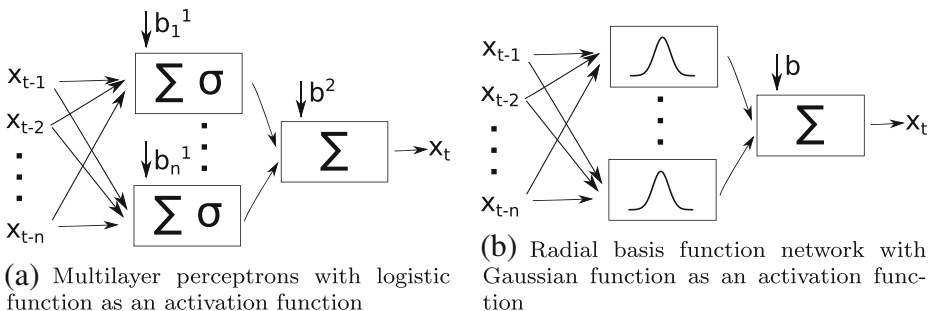 b₁¹
x_{t-1}
∑ σ
x_{t-2}
b²
∑
x_t
b_n¹
∑ σ
x_{t-n}
(a) Multilayer perceptrons with logistic
function as an activation function
x_{t-1}
x_{t-2}
b
∑
x_t
x_{t-n}
(b) Radial basis function network with
Gaussian function as an activation func-
tion